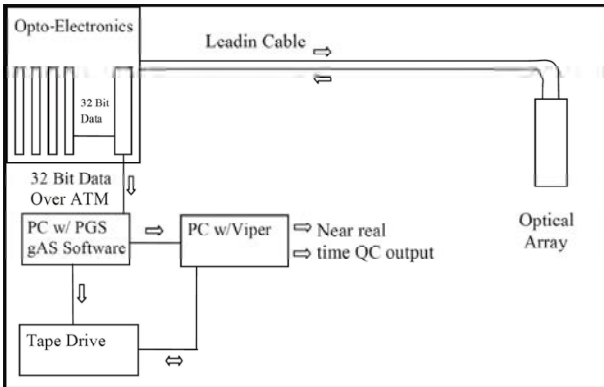 Opto-Electronics
Leadin Cable
32 Bit
Data
32 Bit Data
Over ATM
PC w/ PGS
gAS Software
PC w/Viper
Near real
time QC output
Optical
Array
Tape Drive